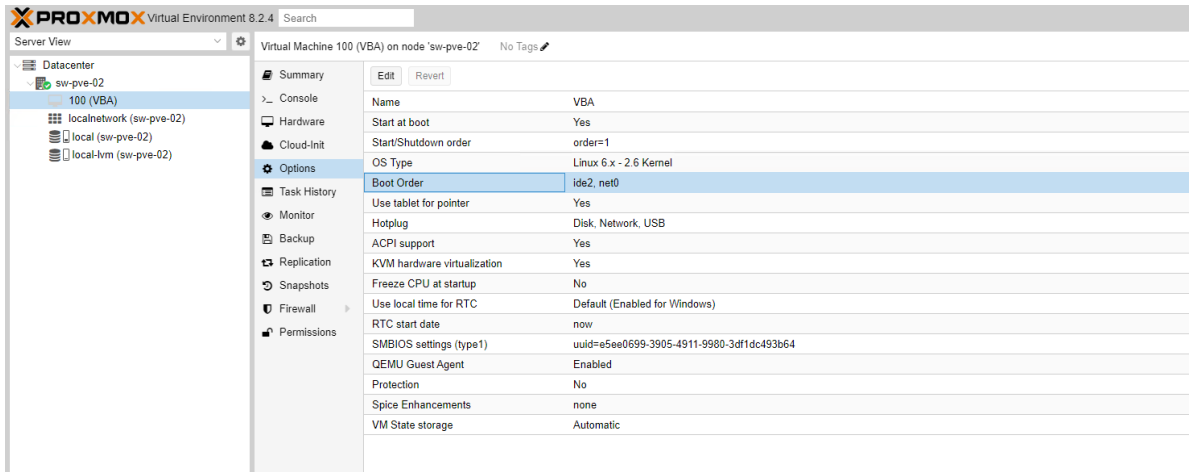 PROXMOX Virtual Environment 8.2.4 Search
Server View
Datacenter
sw-pve-02
100 (VBA)
localnetwork (sw-pve-02)
local (sw-pve-02)
local-lvm (sw-pve-02)
Virtual Machine 100 (VBA) on node 'sw-pve-02' No Tags
Summary
Console
Hardware
Cloud-Init
Options
Task History
Monitor
Backup
Replication
Snapshots
Firewall
Permissions
Edit Revert
Name VBA
Start at boot Yes
Start/Shutdown order order=1
OS Type Linux 6.x - 2.6 Kernel
Boot Order ide2, net0
Use tablet for pointer Yes
Hotplug Disk, Network, USB
ACPI support Yes
KVM hardware virtualization Yes
Freeze CPU at startup No
Use local time for RTC Default (Enabled for Windows)
RTC start date now
SMBIOS settings (type1) uuid=e5ee0699-3905-4911-9980-3df1dc493b64
QEMU Guest Agent Enabled
Protection No
Spice Enhancements none
VM State storage Automatic